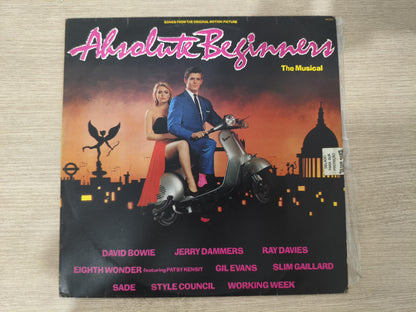 SONGS FROM THE ORIGINAL MOTION PICTURE
Absolute Beginners
The Musical
DAVID BOWIE JERRY DAMMERS RAY DAVIES
EIGHTH WONDER featuring PATSY KENSIT GIL EVANS SLIM GAILLARD
SADE STYLE COUNCIL WORKING WEEK